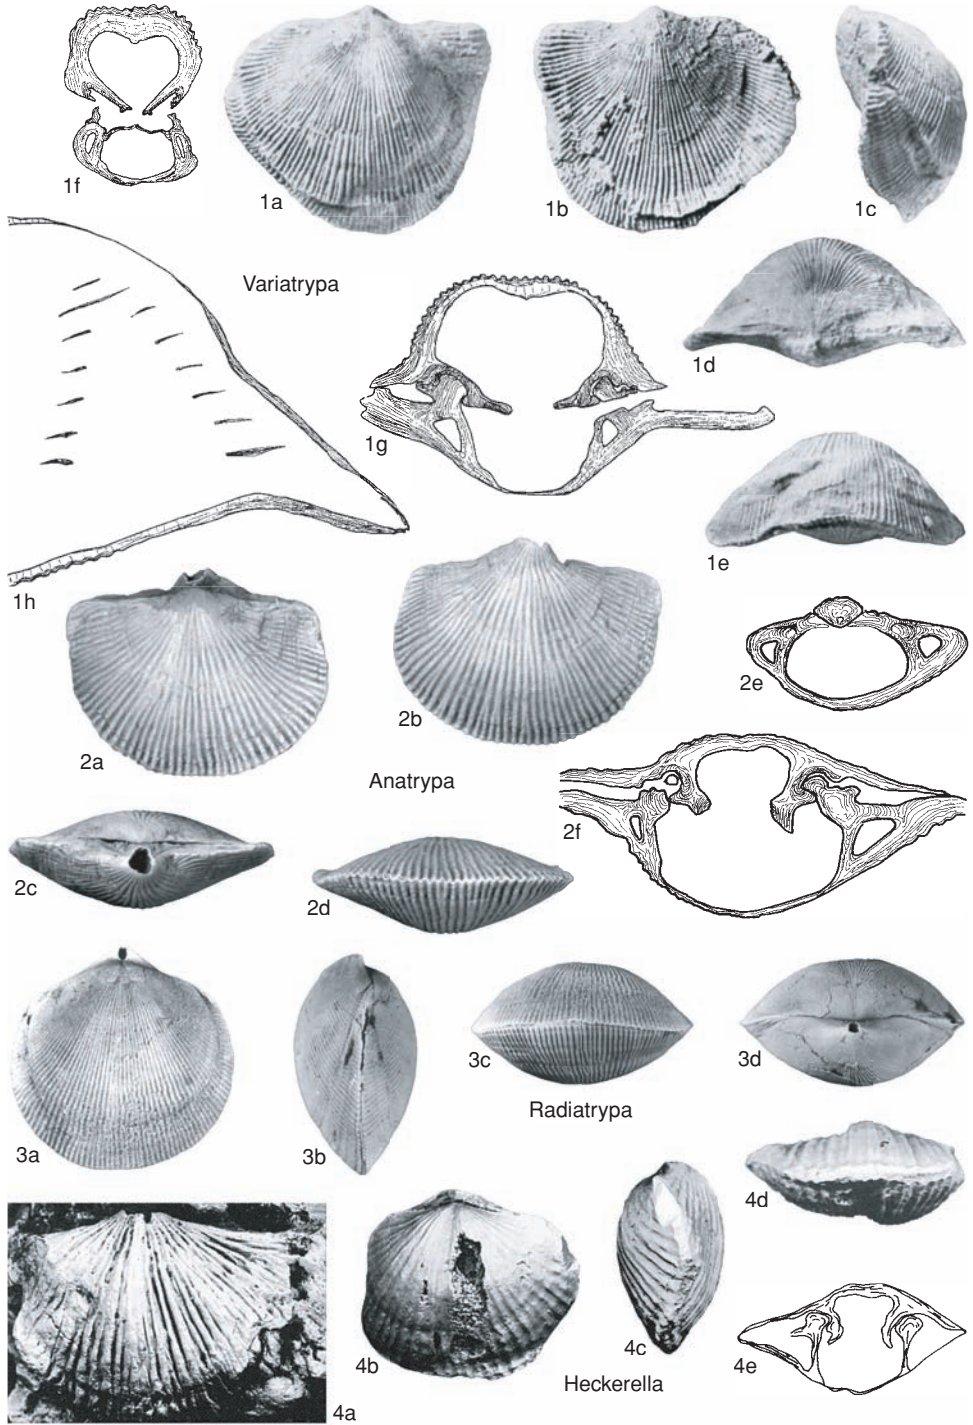 1f
1a
1b
1c
Variatrypa
1d
1g
1e
1h
2a
2b
2e
Anatrypa
2f
2c
2d
3a
3b
3c
3d
Radiatrypa
4d
4a
4b
4c
4e
Heckerella